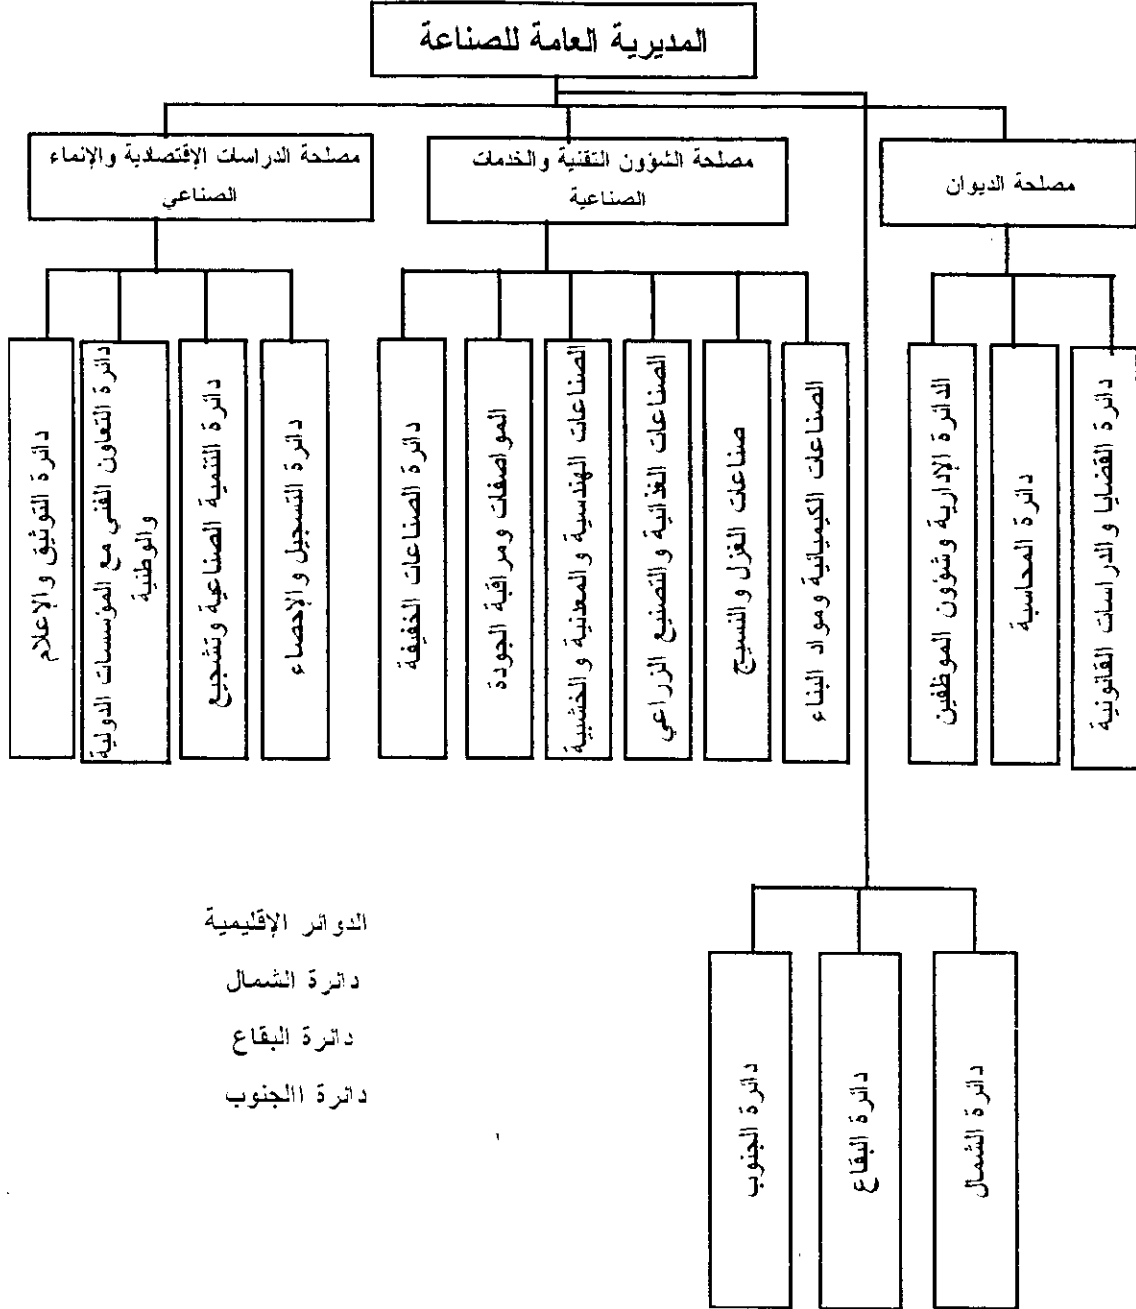 المديرية العامة للصناعة
مصلحة الديوان
مصلحة الشؤون التقنية والخدمات
الصناعية
مصلحة الدراسات الإقتصادية والإنماء
الصناعي
دائرة القضايا والدراسات القانونية
دائرة المحاسبة
الدائرة الإدارية وشؤون الموظفين
الصناعات الكيميائية ومواد البناء
صناعات الغزل والنسيج
الصناعات الغذائية والتصنيع الزراعي
الصناعات الهندسية والمعدنية والخشبية
المواصفات ومراقبة الجودة
دائرة الصناعات الخفيفة
دائرة التسجيل والإحصاء
دائرة التنمية الصناعية وتشجيع
دائرة التعاون الفني مع المؤسسات الدولية
والوطنية
دائرة التوثيق والإعلام
دائرة الشمال
دائرة البقاع
دائرة الجنوب
الدوائر الإقليمية
دائرة الشمال
دائرة البقاع
دائرة االجنوب